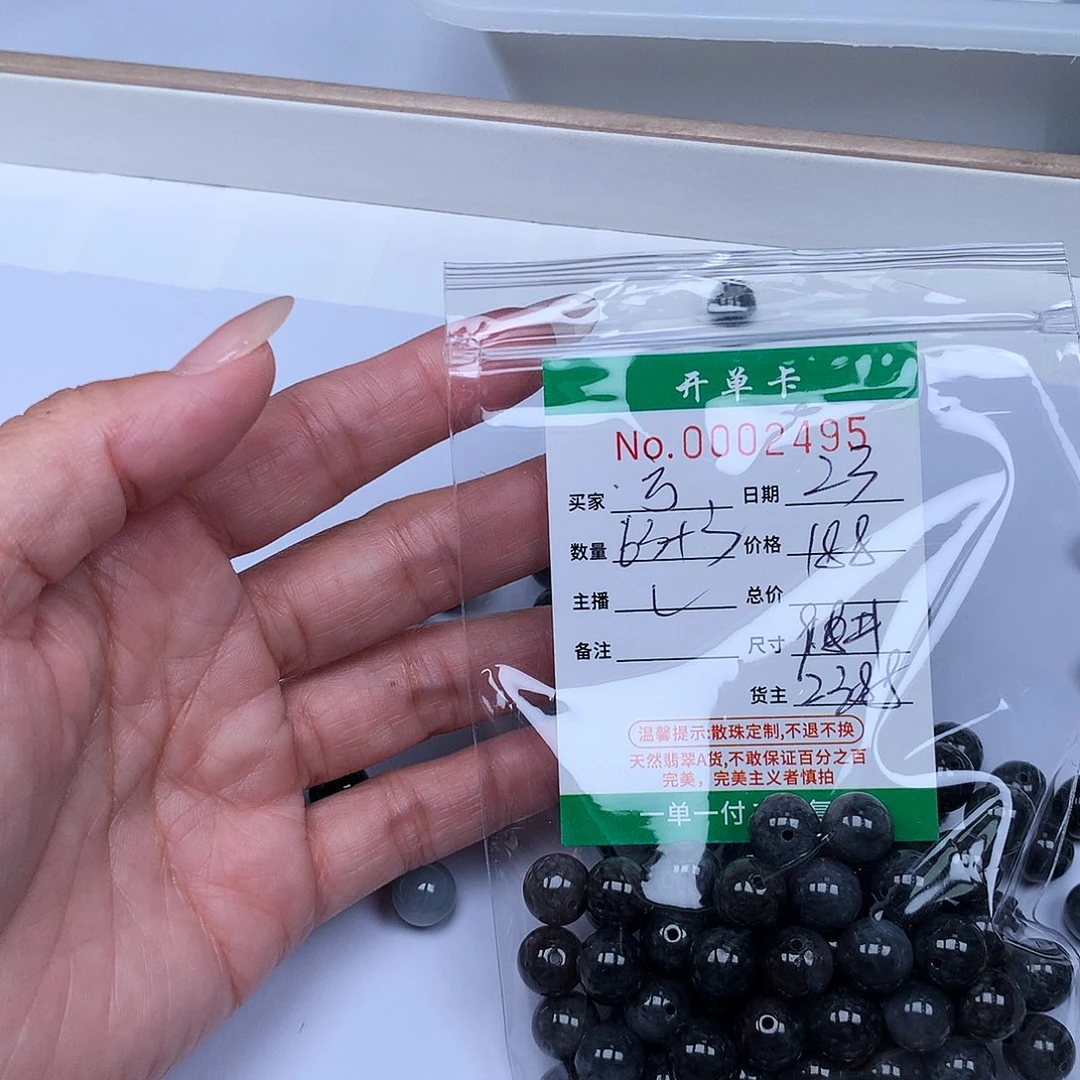 开单卡
No.0002495
买家 日期 23
数量 63+3 价格 188
主播 L 总价
备注 尺寸
货主 2388
温馨提示:散珠定制,不退不换
天然翡翠A货,不敢保证百分之百
完美，完美主义者慎拍
一单一付